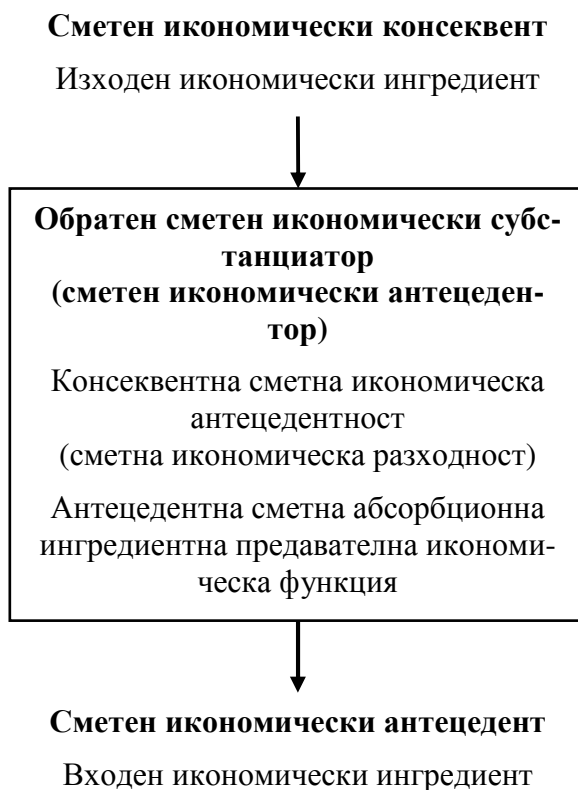 Сметен икономически консеквент
Изходен икономически ингредиент
Обратен сметен икономически субс-
танциатор
(сметен икономически антецеден-
тор)
Консеквентна сметна икономическа
антецедентност
(сметна икономическа разходност)
Антецедентна сметна абсорбционна
ингредиентна предавателна икономи-
ческа функция
Сметен икономически антецедент
Входен икономически ингредиент